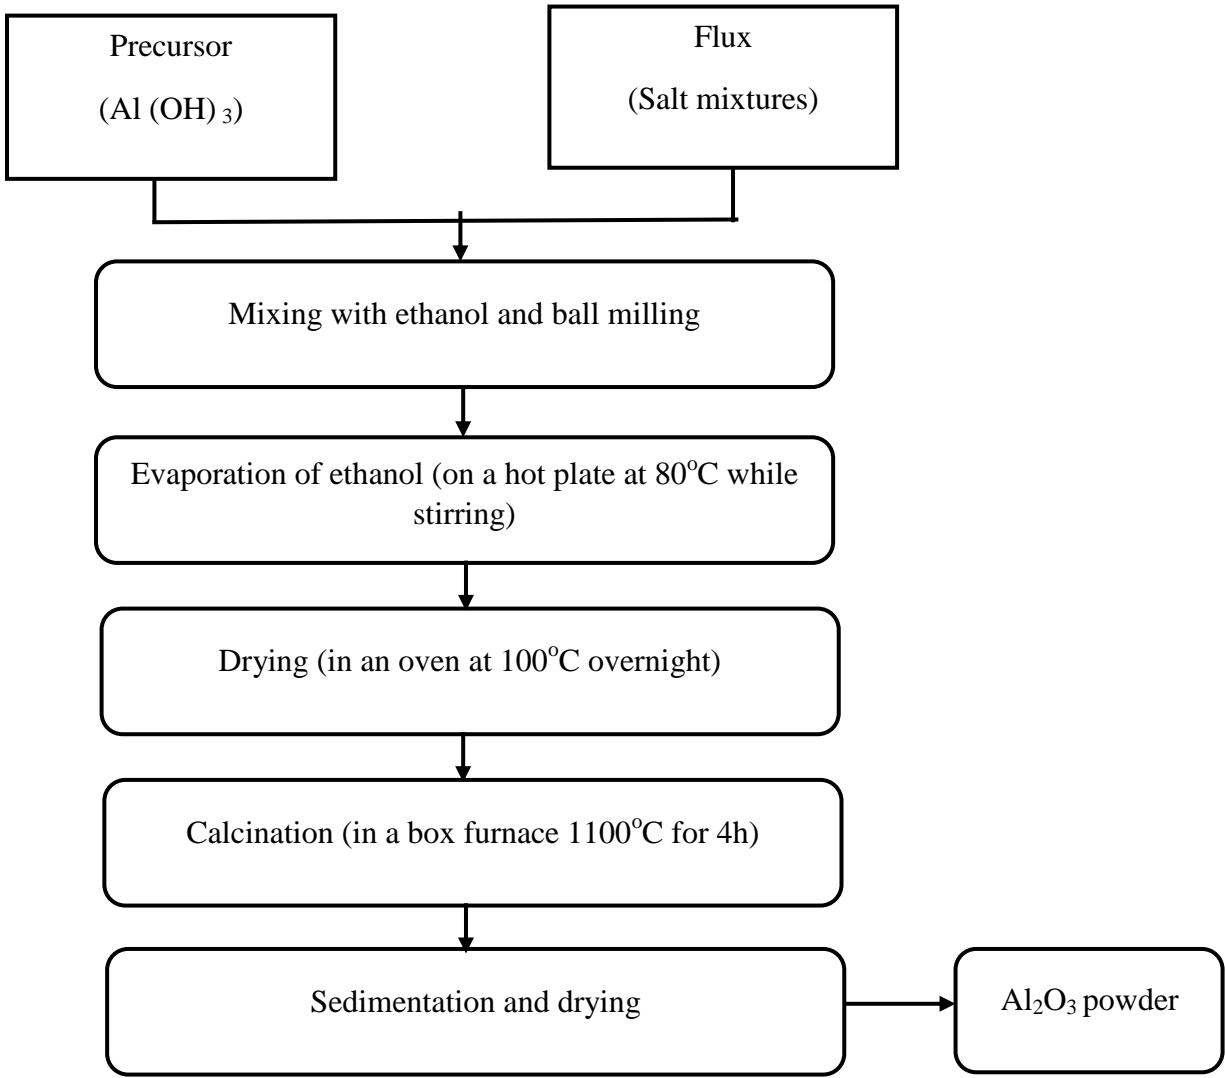 Precursor
(Al (OH) ₃)
Flux
(Salt mixtures)
Mixing with ethanol and ball milling
Evaporation of ethanol (on a hot plate at 80°C while
stirring)
Drying (in an oven at 100°C overnight)
Calcination (in a box furnace 1100°C for 4h)
Sedimentation and drying
Al₂O₃ powder